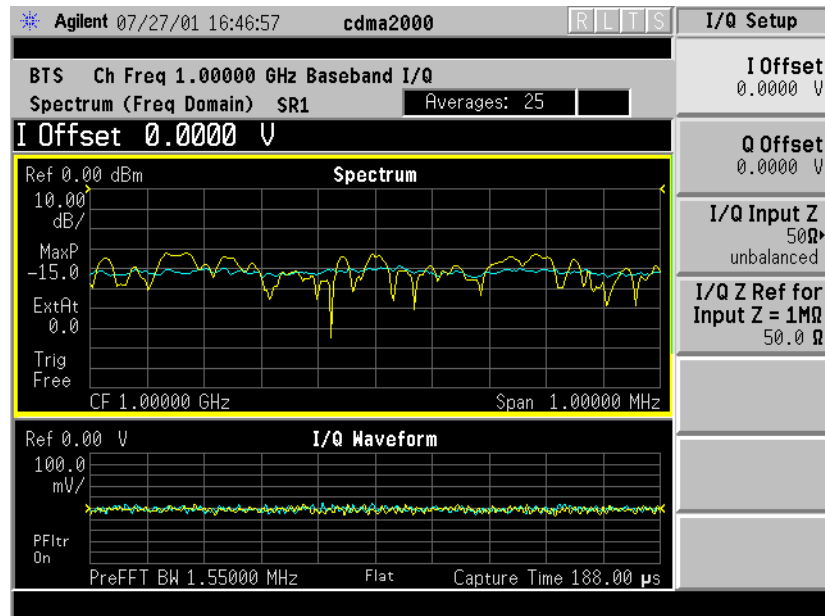 Agilent 07/27/01 16:46:57 cdma2000 R L T S
BTS Ch Freq 1.00000 GHz Baseband I/Q
Spectrum (Freq Domain) SR1 Averages: 25
I Offset 0.0000 V
Ref 0.00 dBm Spectrum
10.00
dB/
MaxP
-15.0
ExtAt
0.0
Trig
Free
CF 1.00000 GHz Span 1.00000 MHz
Ref 0.00 V I/Q Waveform
100.0
mV/
PFltr
On
PreFFT BW 1.55000 MHz Flat Capture Time 188.00 µs
I/Q Setup
I Offset
0.0000 V
Q Offset
0.0000 V
I/Q Input Z
50Ω
unbalanced
I/Q Z Ref for
Input Z = 1MΩ
50.0 Ω